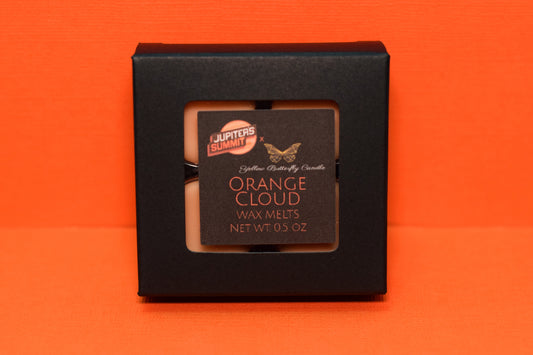 JUPITERS
SUMMIT
x
Yellow Butterfly Candle
ORANGE
CLOUD
WAX MELTS
NET WT 0.5 OZ